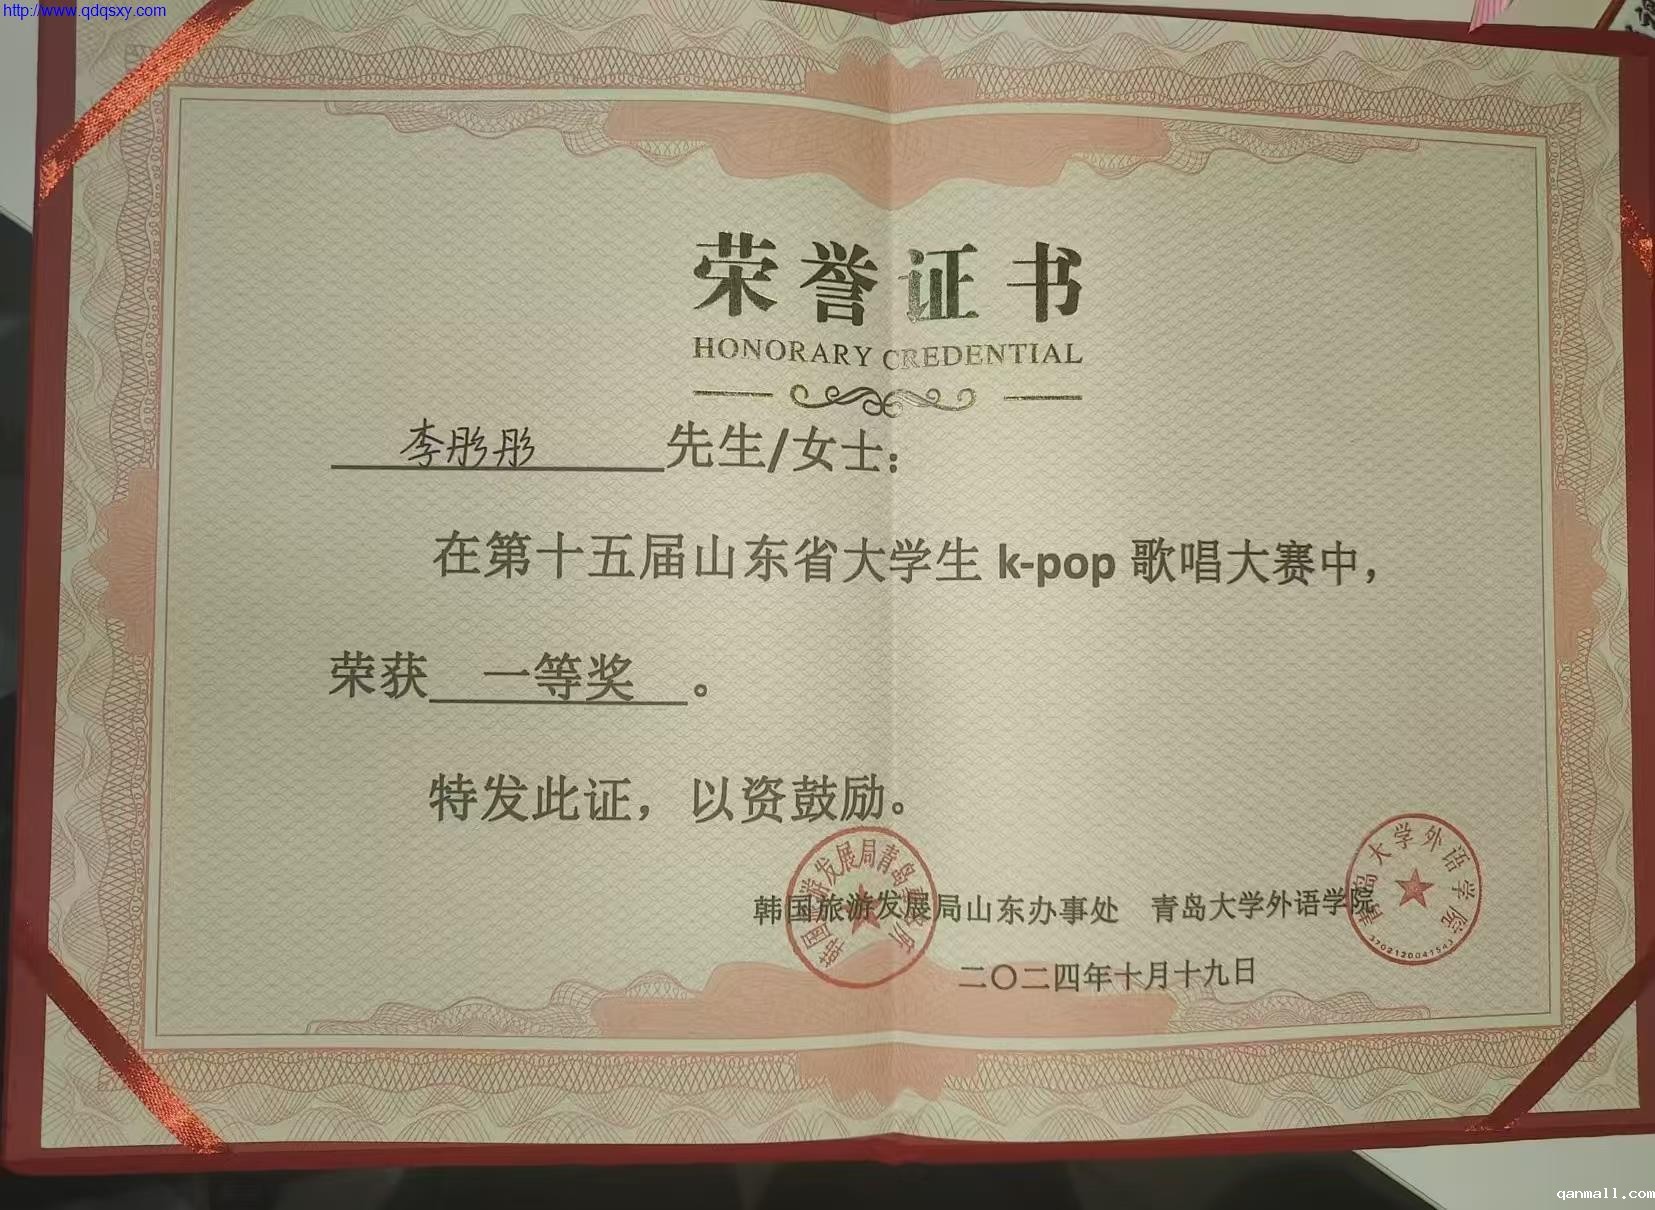 http://www.qdqsxy.com
荣誉证书
HONORARY CREDENTIAL
李彤彤 先生/女士：
在第十五届山东省大学生 k-pop 歌唱大赛中，
荣获 一等奖 。
特发此证，以资鼓励。
韩国旅游发展局山东办事处 青岛大学外语学院
二〇二四年十月十九日
青岛大学外语学院
3702120041543
qanmall.com